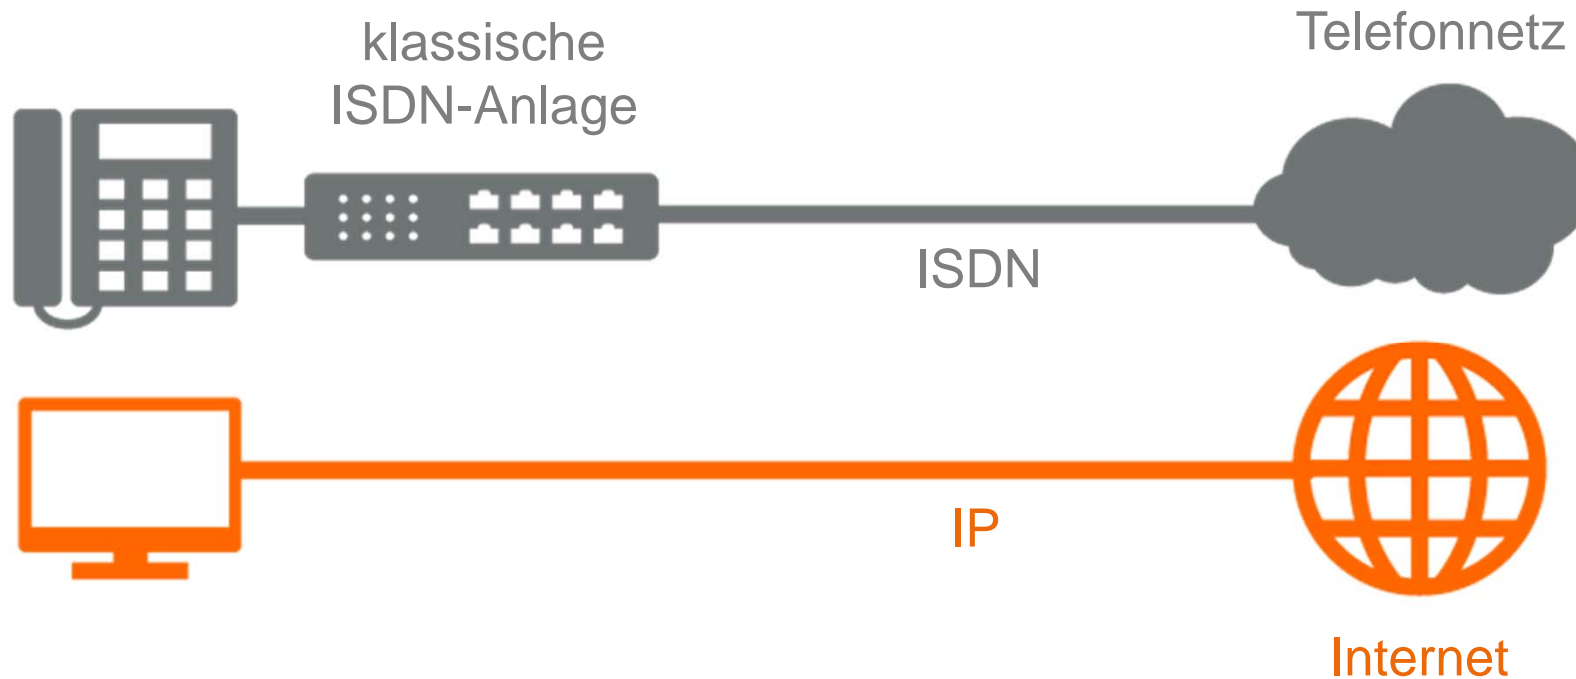 klassische
ISDN-Anlage
Telefonnetz
ISDN
IP
Internet